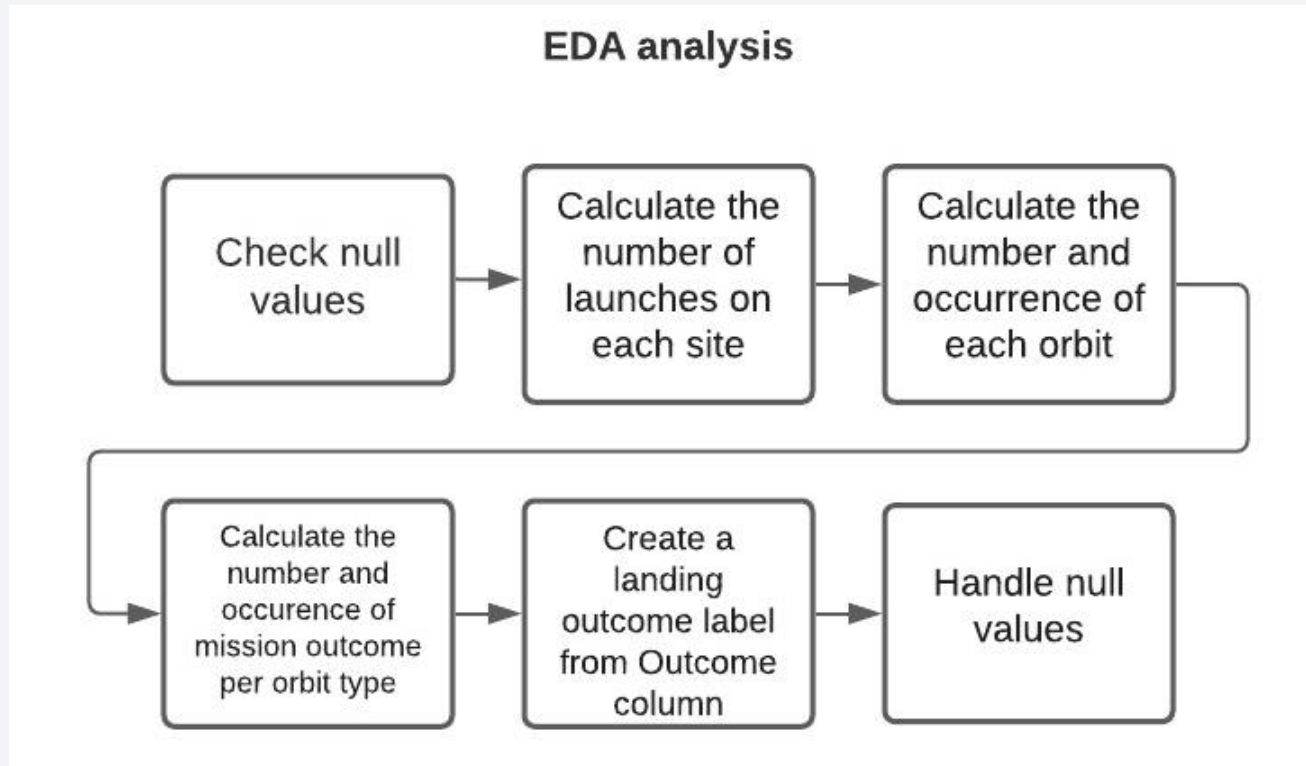 EDA analysis
Check null
values
Calculate the
number of
launches on
each site
Calculate the
number and
occurrence of
each orbit
Calculate the
number and
occurence of
mission outcome
per orbit type
Create a
landing
outcome label
from Outcome
column
Handle null
values